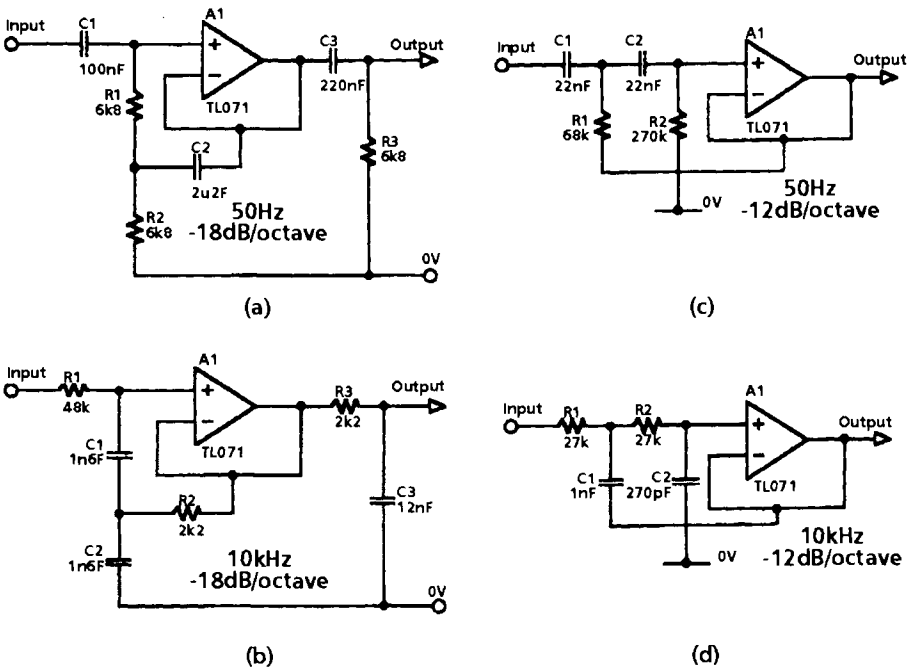 Input
C1
100nF
A1
+
−
TL071
C3
220nF
Output
R1
6k8
C2
2u2F
R2
6k8
R3
6k8
50Hz
-18dB/octave
0V
(a)
Input
C1
22nF
C2
22nF
A1
+
−
TL071
Output
R1
68k
R2
270k
0V
50Hz
-12dB/octave
(c)
Input
R1
48k
A1
+
−
TL071
R3
2k2
Output
C1
1n6F
R2
2k2
C2
1n6F
C3
12nF
10kHz
-18dB/octave
0V
(b)
Input
R1
27k
R2
27k
A1
+
−
TL071
Output
C1
1nF
C2
270pF
0V
10kHz
-12dB/octave
(d)